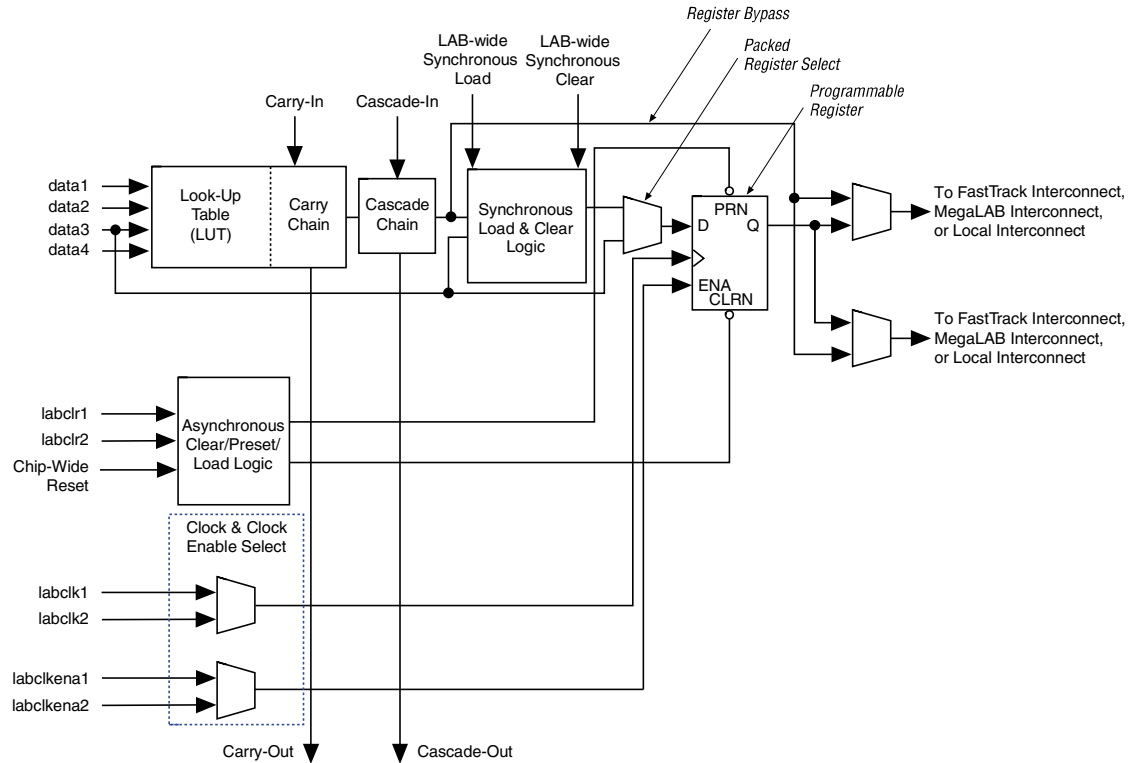 Register Bypass
Packed
Register Select
Programmable
Register
LAB-wide
Synchronous
Load
LAB-wide
Synchronous
Clear
Carry-In
Cascade-In
data1
data2
data3
data4
Look-Up
Table
(LUT)
Carry
Chain
Cascade
Chain
Synchronous
Load & Clear
Logic
PRN
D
Q
ENA
CLRN
To FastTrack Interconnect,
MegaLAB Interconnect,
or Local Interconnect
To FastTrack Interconnect,
MegaLAB Interconnect,
or Local Interconnect
labclr1
labclr2
Chip-Wide
Reset
Asynchronous
Clear/Preset/
Load Logic
Clock & Clock
Enable Select
labclk1
labclk2
labclkena1
labclkena2
Carry-Out
Cascade-Out